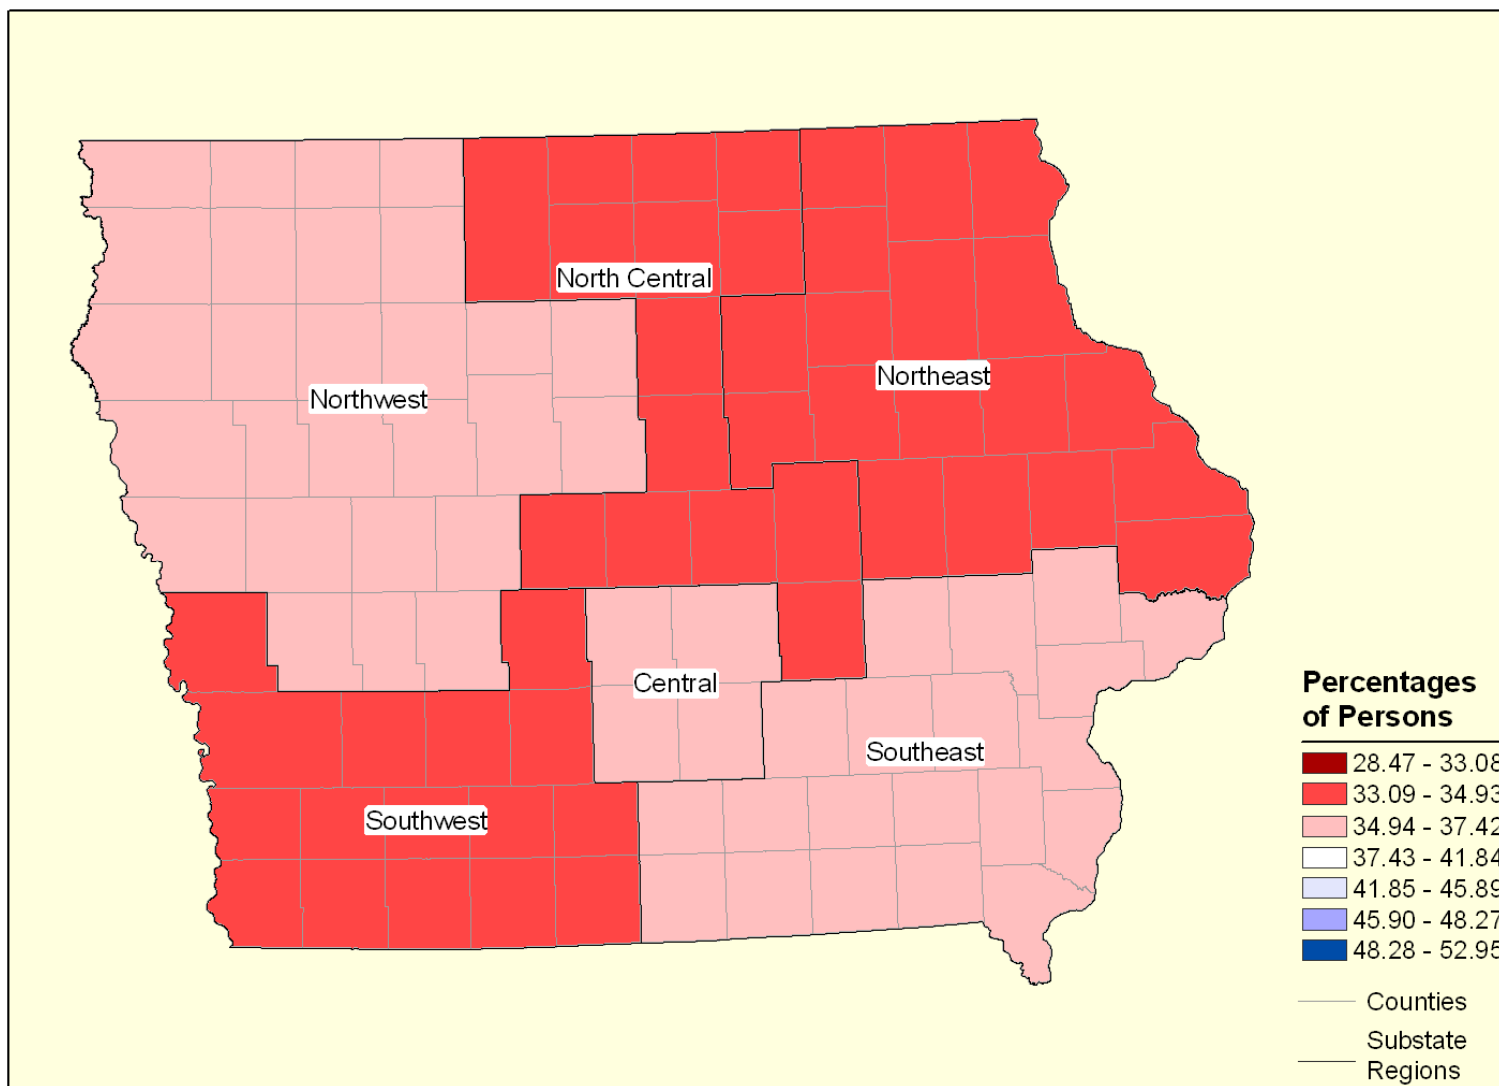 North Central
Northeast
Northwest
Central
Southeast
Southwest
Percentages
of Persons
28.47 - 33.08
33.09 - 34.93
34.94 - 37.42
37.43 - 41.84
41.85 - 45.89
45.90 - 48.27
48.28 - 52.95
Counties
Substate
Regions